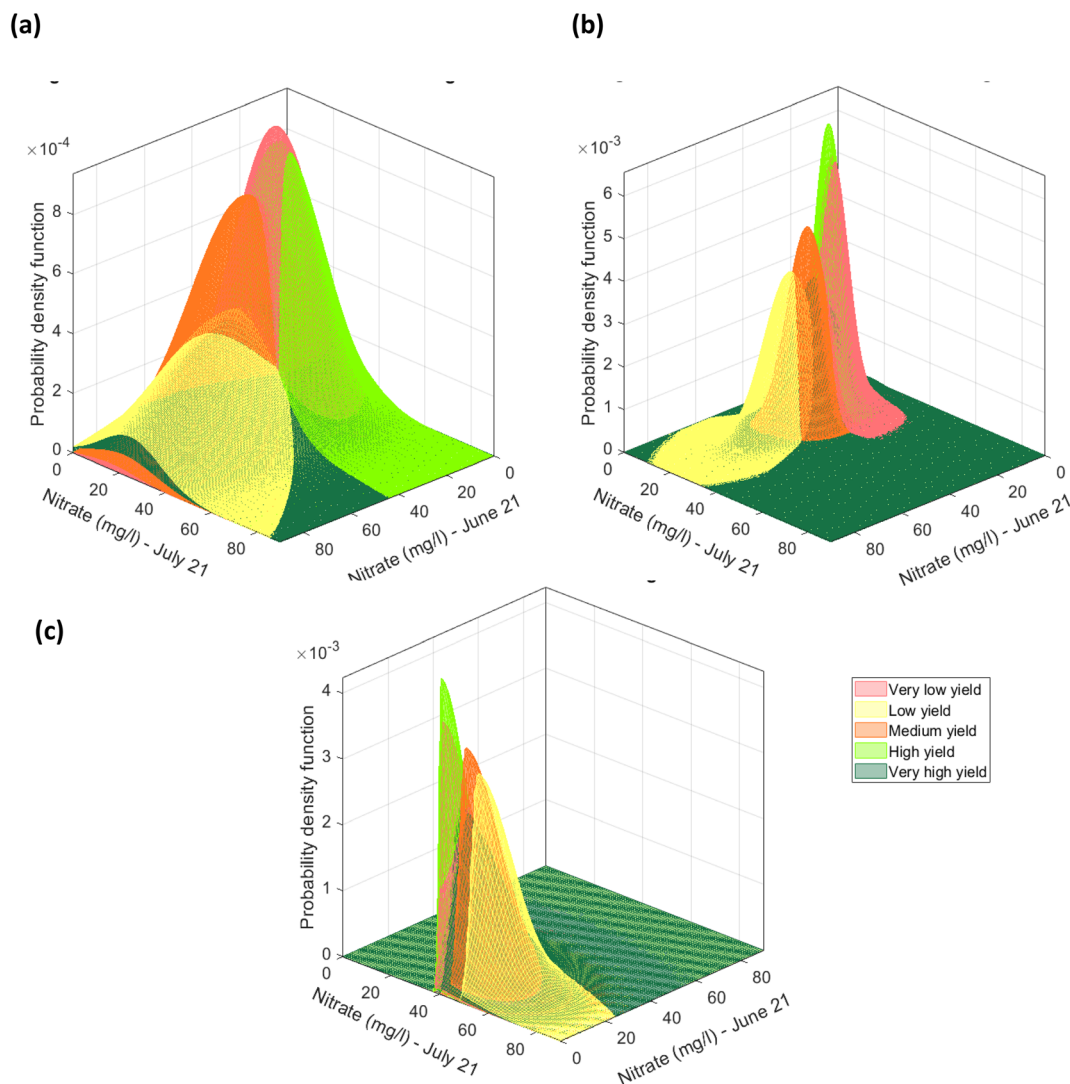 (a)
(b)
×10⁻⁴
Probability density function
8
6
4
2
0
0
20
40
60
80
Nitrate (mg/l) - July 21
80
60
40
20
0
Nitrate (mg/l) - June 21
×10⁻³
Probability density function
6
5
4
3
2
1
0
0
20
40
60
80
Nitrate (mg/l) - July 21
80
60
40
20
0
Nitrate (mg/l) - June 21
(c)
×10⁻³
Probability density function
4
3
2
1
0
0
20
40
60
80
Nitrate (mg/l) - July 21
0
20
40
60
80
Nitrate (mg/l) - June 21
Very low yield
Low yield
Medium yield
High yield
Very high yield